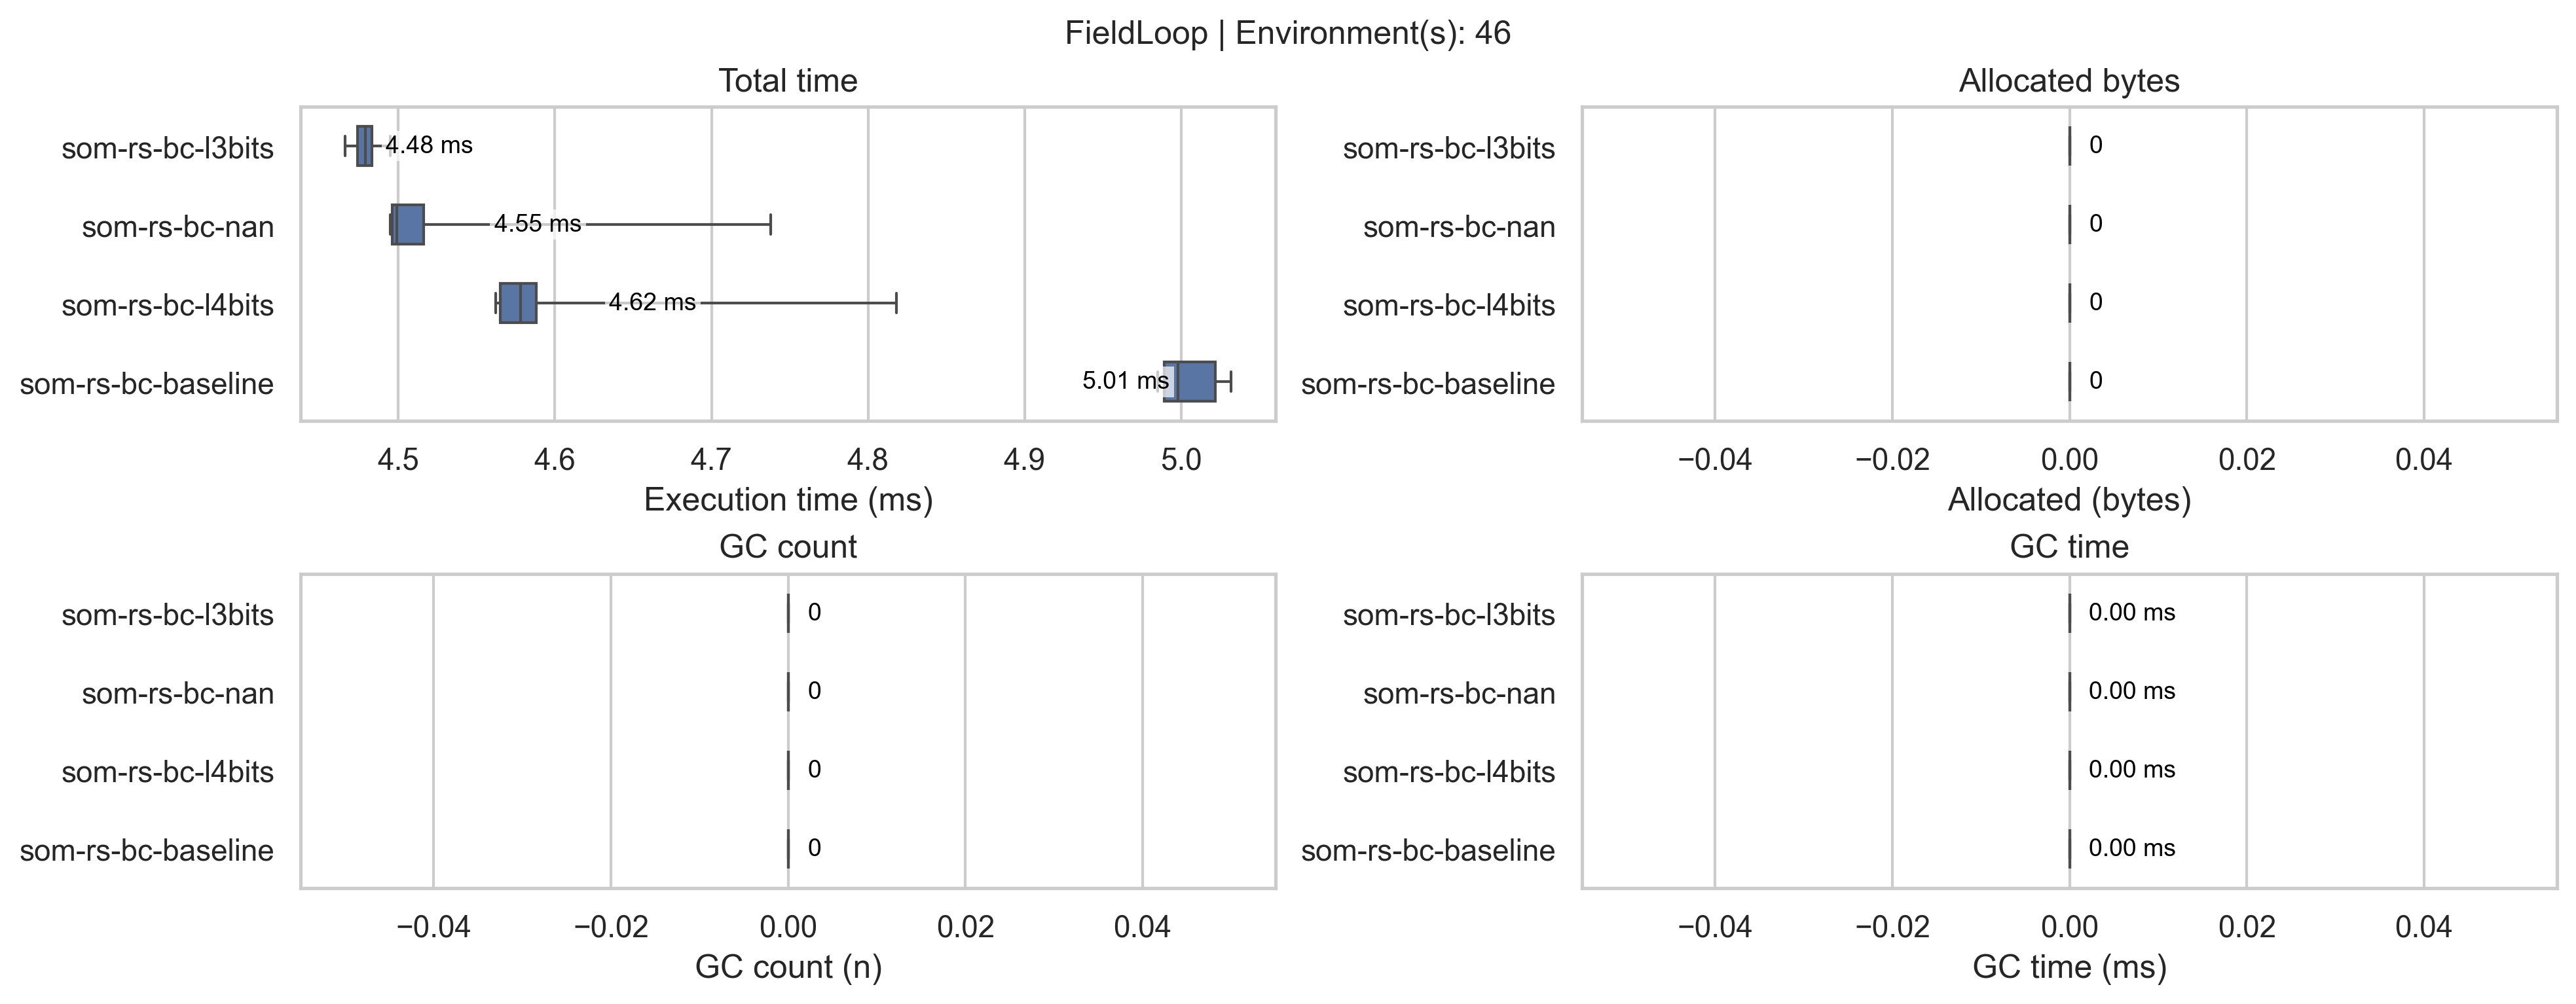 FieldLoop | Environment(s): 46
Total time
som-rs-bc-l3bits
4.48 ms
som-rs-bc-nan
4.55 ms
som-rs-bc-l4bits
4.62 ms
som-rs-bc-baseline
5.01 ms
4.5 4.6 4.7 4.8 4.9 5.0
Execution time (ms)
Allocated bytes
som-rs-bc-l3bits
0
som-rs-bc-nan
0
som-rs-bc-l4bits
0
som-rs-bc-baseline
0
−0.04 −0.02 0.00 0.02 0.04
Allocated (bytes)
GC count
som-rs-bc-l3bits
0
som-rs-bc-nan
0
som-rs-bc-l4bits
0
som-rs-bc-baseline
0
−0.04 −0.02 0.00 0.02 0.04
GC count (n)
GC time
som-rs-bc-l3bits
0.00 ms
som-rs-bc-nan
0.00 ms
som-rs-bc-l4bits
0.00 ms
som-rs-bc-baseline
0.00 ms
−0.04 −0.02 0.00 0.02 0.04
GC time (ms)